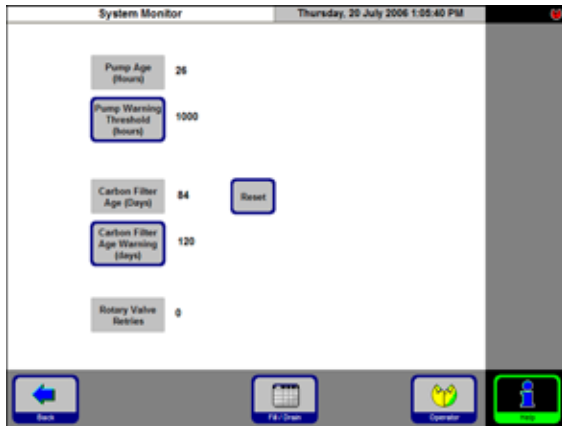 System Monitor
Thursday, 20 July 2006 1:05:40 PM
Pump Age
(Hours)
26
Pump Warning
Threshold
(hours)
1000
Carbon Filter
Age (Days)
84
Reset
Carbon Filter
Age Warning
(days)
120
Rotary Valve
Retries
0
Back
Fill / Drain
Operator
Help